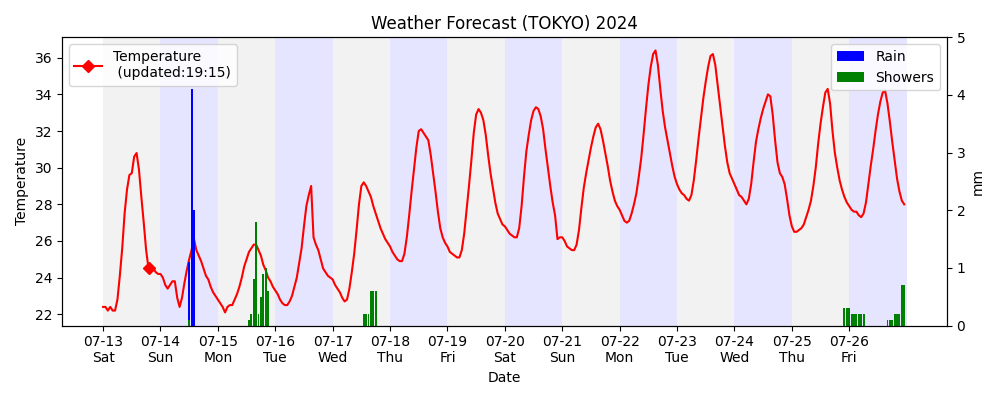 Weather Forecast (TOKYO) 2024
Temperature
(updated:19:15)
Rain
Showers
Temperature
36
34
32
30
28
26
24
22
5
4
3
2
1
0
mm
07-13 07-14 07-15 07-16 07-17 07-18 07-19 07-20 07-21 07-22 07-23 07-24 07-25 07-26
Sat Sun Mon Tue Wed Thu Fri Sat Sun Mon Tue Wed Thu Fri
Date